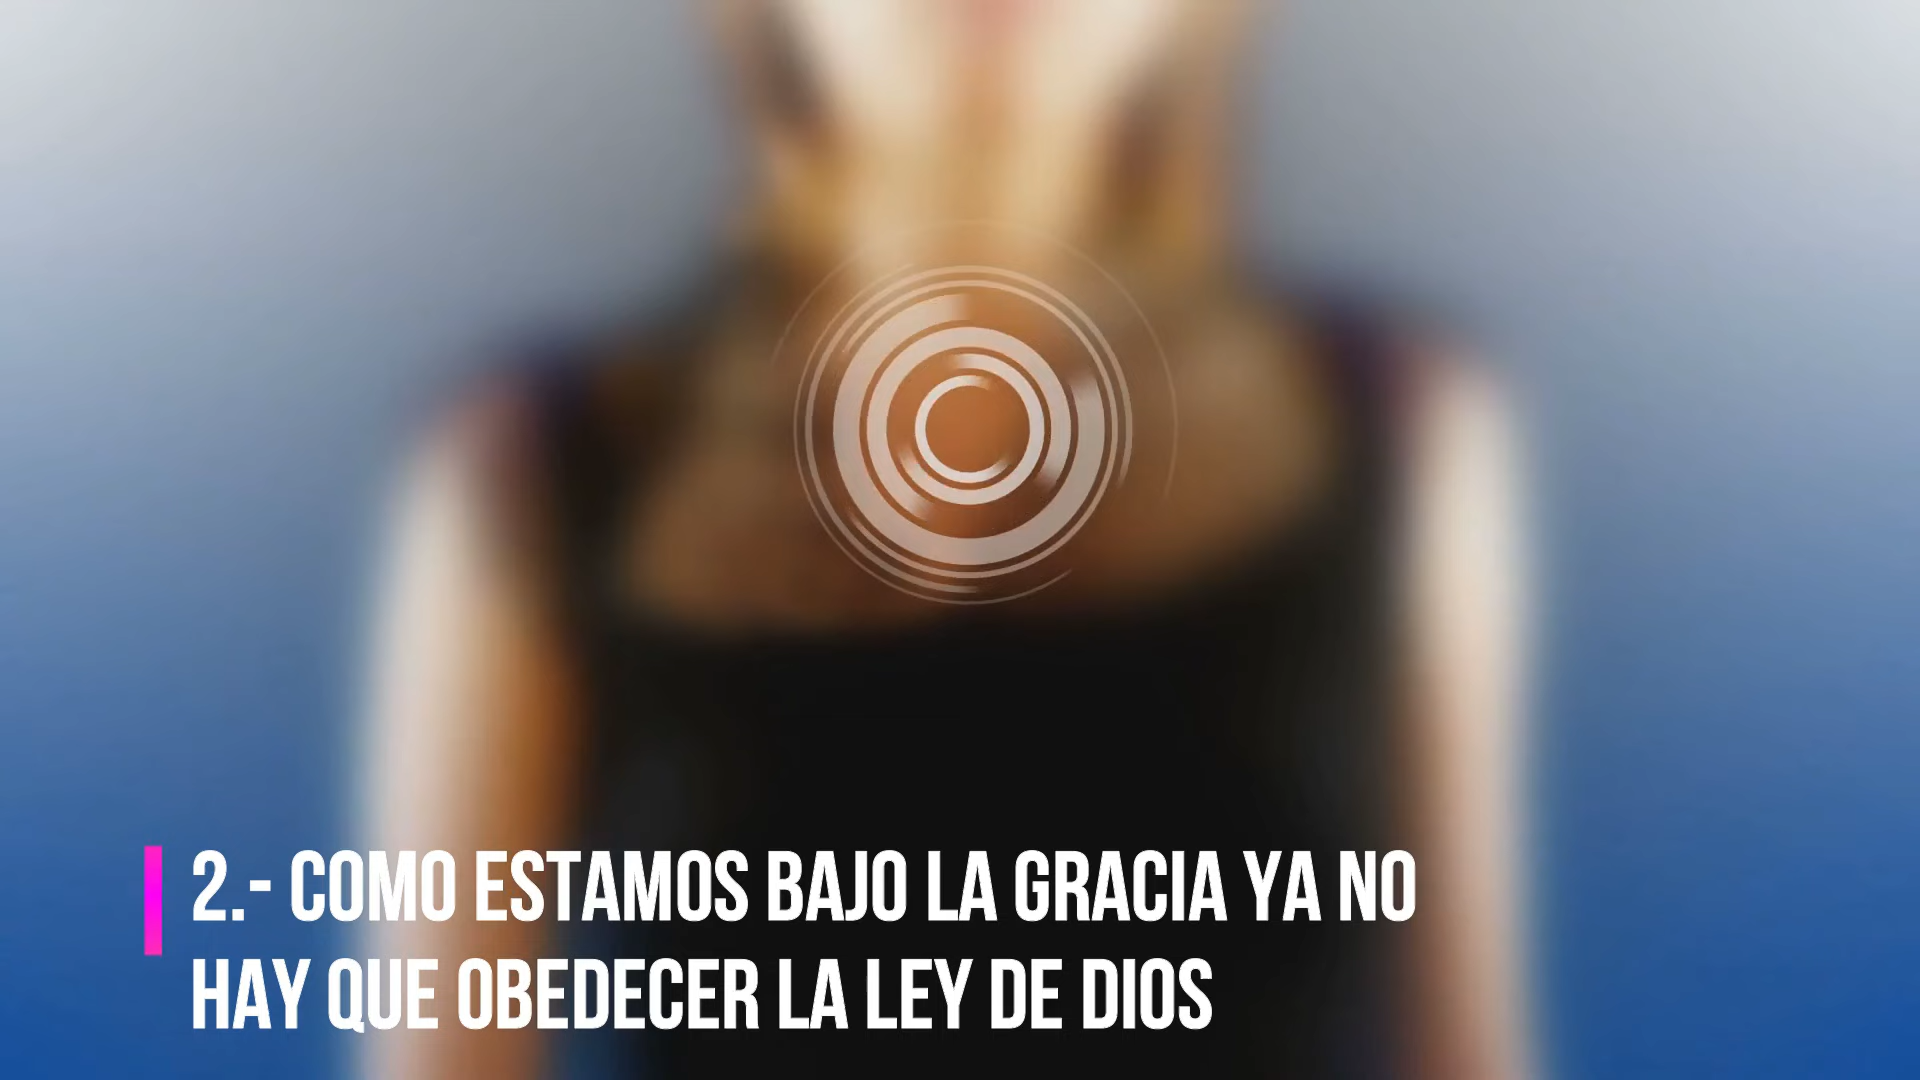 2.- COMO ESTAMOS BAJO LA GRACIA YA NO
HAY QUE OBEDECER LA LEY DE DIOS